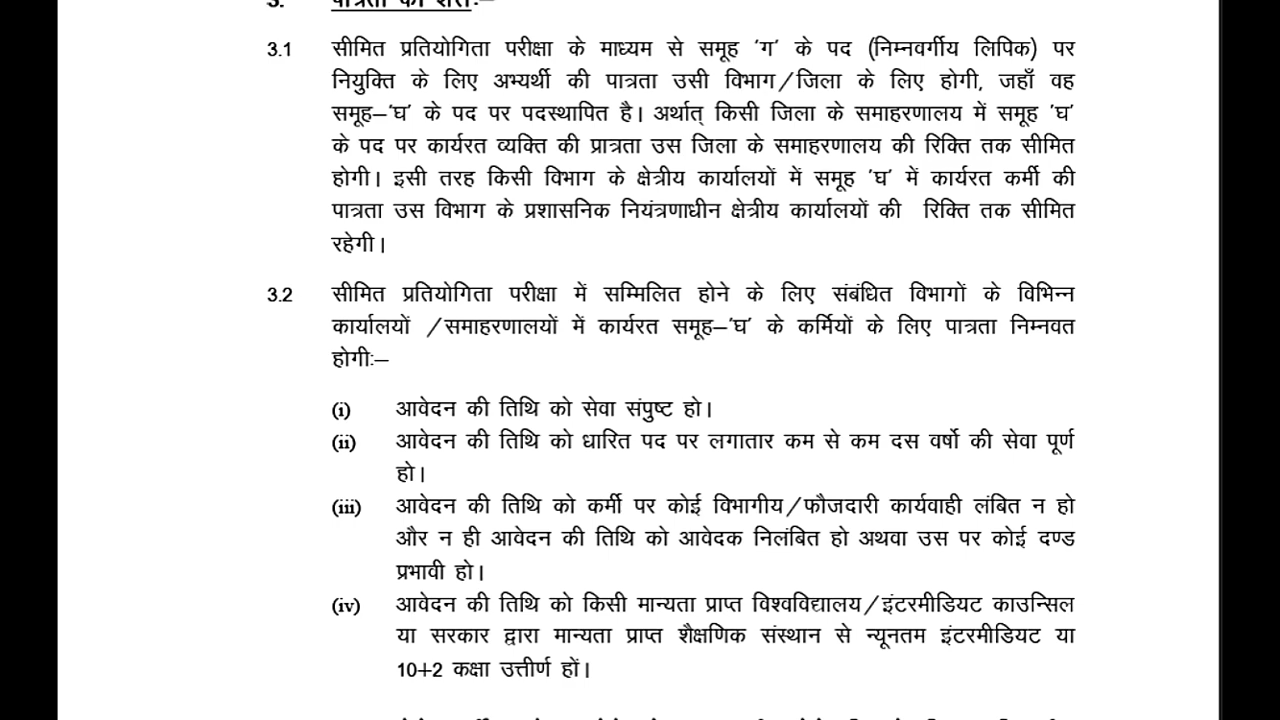 3. पात्रता की शर्त्तः–
3.1 सीमित प्रतियोगिता परीक्षा के माध्यम से समूह 'ग' के पद (निम्नवर्गीय लिपिक) पर
नियुक्ति के लिए अभ्यर्थी की पात्रता उसी विभाग/जिला के लिए होगी, जहाँ वह
समूह–'घ' के पद पर पदस्थापित है। अर्थात् किसी जिला के समाहरणालय में समूह 'घ'
के पद पर कार्यरत व्यक्ति की प्रात्रता उस जिला के समाहरणालय की रिक्ति तक सीमित
होगी। इसी तरह किसी विभाग के क्षेत्रीय कार्यालयों में समूह 'घ' में कार्यरत कर्मी की
पात्रता उस विभाग के प्रशासनिक नियंत्रणाधीन क्षेत्रीय कार्यालयों की रिक्ति तक सीमित
रहेगी।
3.2 सीमित प्रतियोगिता परीक्षा में सम्मिलित होने के लिए संबंधित विभागों के विभिन्न
कार्यालयों /समाहरणालयों में कार्यरत समूह–'घ' के कर्मियों के लिए पात्रता निम्नवत
होगीः–
(i) आवेदन की तिथि को सेवा संपुष्ट हो।
(ii) आवेदन की तिथि को धारित पद पर लगातार कम से कम दस वर्षो की सेवा पूर्ण
हो।
(iii) आवेदन की तिथि को कर्मी पर कोई विभागीय/फौजदारी कार्यवाही लंबित न हो
और न ही आवेदन की तिथि को आवेदक निलंबित हो अथवा उस पर कोई दण्ड
प्रभावी हो।
(iv) आवेदन की तिथि को किसी मान्यता प्राप्त विश्वविद्यालय/इंटरमीडियट काउन्सिल
या सरकार द्वारा मान्यता प्राप्त शैक्षणिक संस्थान से न्यूनतम इंटरमीडियट या
10+2 कक्षा उत्तीर्ण हों।